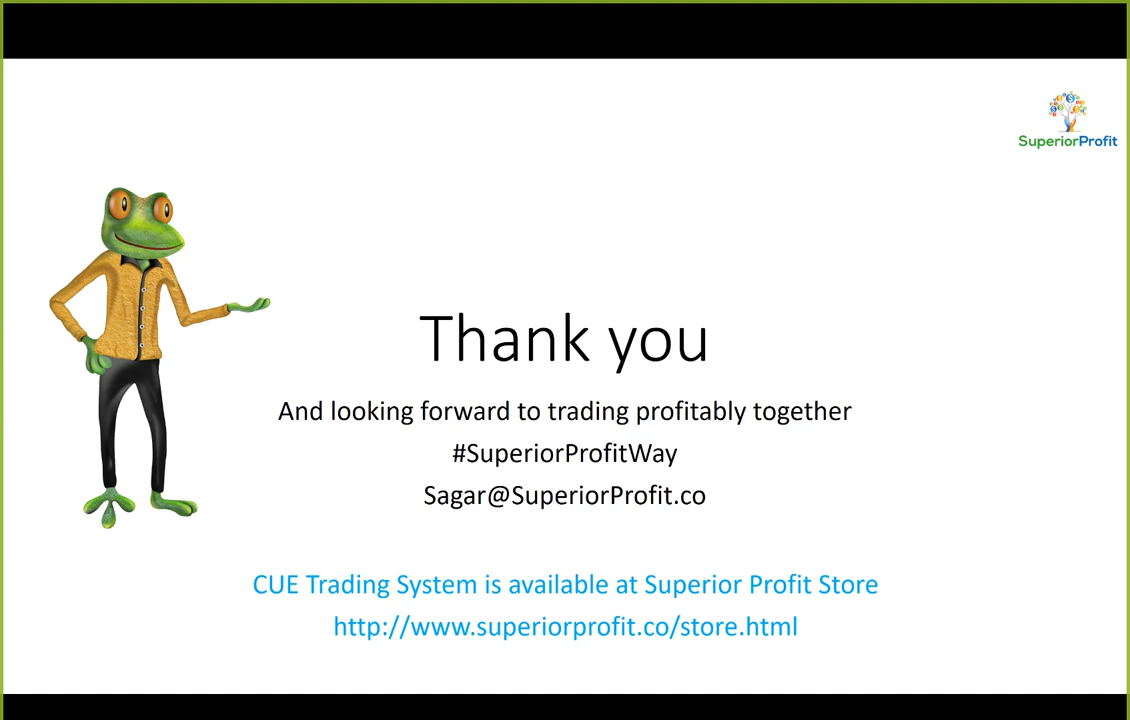 SuperiorProfit
Thank you
And looking forward to trading profitably together
#SuperiorProfitWay
Sagar@SuperiorProfit.co
CUE Trading System is available at Superior Profit Store
http://www.superiorprofit.co/store.html